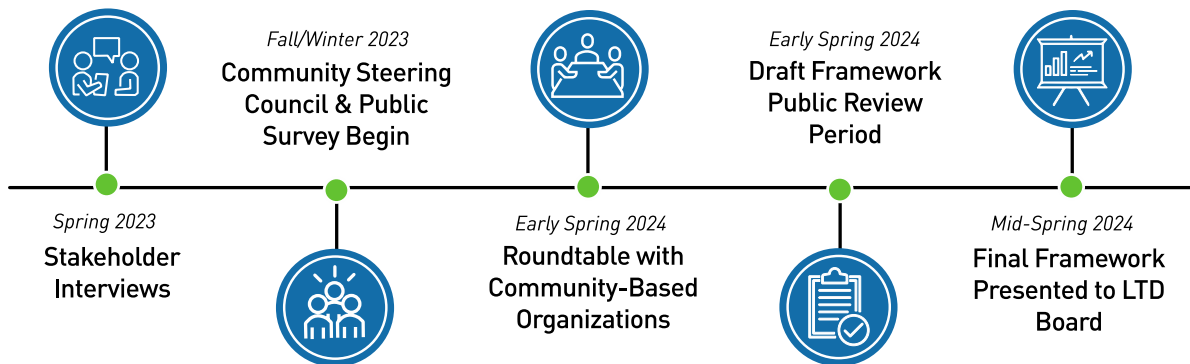 Spring 2023
Stakeholder
Interviews
Fall/Winter 2023
Community Steering
Council & Public
Survey Begin
Early Spring 2024
Roundtable with
Community-Based
Organizations
Early Spring 2024
Draft Framework
Public Review
Period
Mid-Spring 2024
Final Framework
Presented to LTD
Board